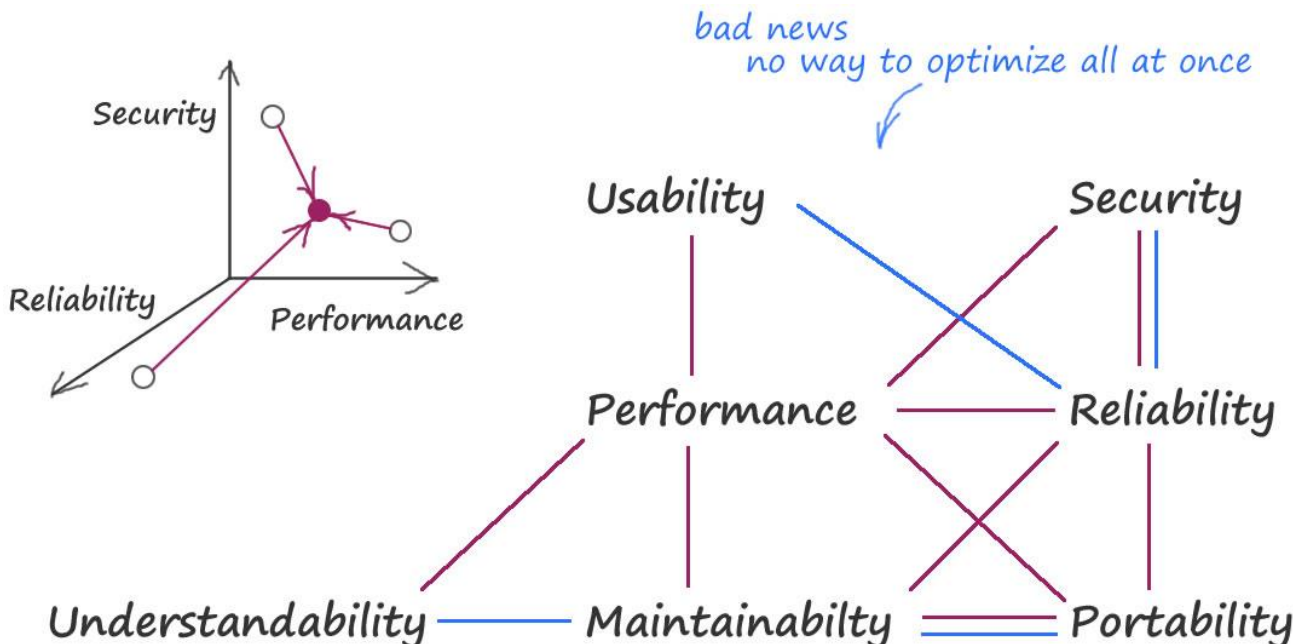 bad news
no way to optimize all at once
Security
Reliability
Performance
Usability
Security
Performance
Reliability
Understandability
Maintainabilty
Portability